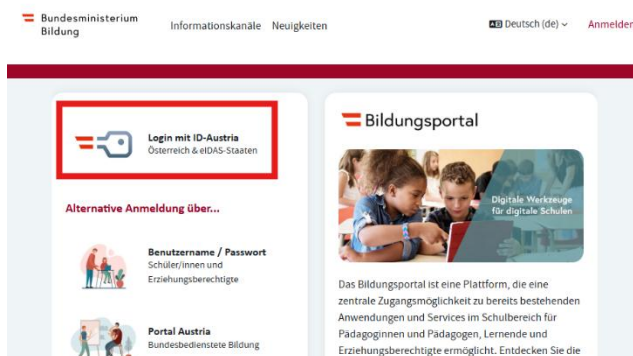 Bundesministerium
Bildung
Informationskanäle Neuigkeiten
Deutsch (de)
Anmelden
Login mit ID-Austria
Österreich & eIDAS-Staaten
Alternative Anmeldung über...
Benutzername / Passwort
Schüler/innen und
Erziehungsberechtigte
Portal Austria
Bundesbedienstete Bildung
Bildungsportal
Digitale Werkzeuge
für digitale Schulen
Das Bildungsportal ist eine Plattform, die eine
zentrale Zugangsmöglichkeit zu bereits bestehenden
Anwendungen und Services im Schulbereich für
Pädagoginnen und Pädagogen, Lernende und
Erziehungsberechtigte ermöglicht. Entdecken Sie die